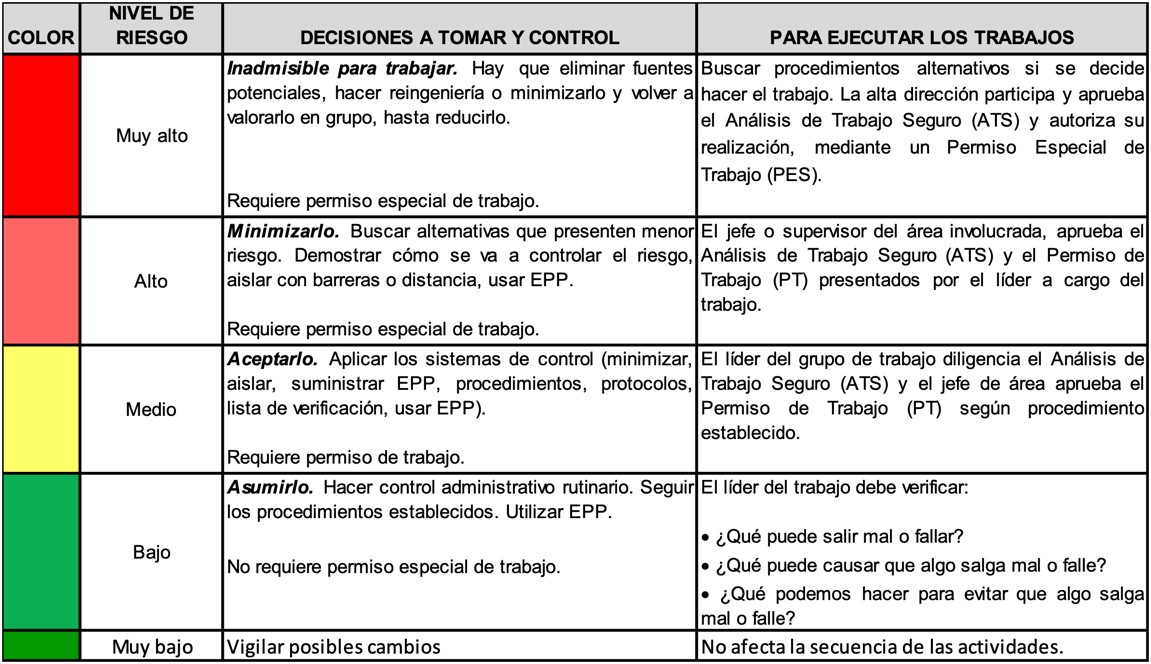 COLOR
NIVEL DE
RIESGO
DECISIONES A TOMAR Y CONTROL
PARA EJECUTAR LOS TRABAJOS
Muy alto
Inadmisible para trabajar. Hay que eliminar fuentes
potenciales, hacer reingeniería o minimizarlo y volver a
valorarlo en grupo, hasta reducirlo.
Requiere permiso especial de trabajo.
Buscar procedimientos alternativos si se decide
hacer el trabajo. La alta dirección participa y aprueba
el Análisis de Trabajo Seguro (ATS) y autoriza su
realización, mediante un Permiso Especial de
Trabajo (PES).
Alto
Minimizarlo. Buscar alternativas que presenten menor
riesgo. Demostrar cómo se va a controlar el riesgo,
aislar con barreras o distancia, usar EPP.
Requiere permiso especial de trabajo.
El jefe o supervisor del área involucrada, aprueba el
Análisis de Trabajo Seguro (ATS) y el Permiso de
Trabajo (PT) presentados por el líder a cargo del
trabajo.
Medio
Aceptarlo. Aplicar los sistemas de control (minimizar,
aislar, suministrar EPP, procedimientos, protocolos,
lista de verificación, usar EPP).
Requiere permiso de trabajo.
El líder del grupo de trabajo diligencia el Análisis de
Trabajo Seguro (ATS) y el jefe de área aprueba el
Permiso de Trabajo (PT) según procedimiento
establecido.
Bajo
Asumirlo. Hacer control administrativo rutinario. Seguir
los procedimientos establecidos. Utilizar EPP.
No requiere permiso especial de trabajo.
El líder del trabajo debe verificar:
• ¿Qué puede salir mal o fallar?
• ¿Qué puede causar que algo salga mal o falle?
• ¿Qué podemos hacer para evitar que algo salga
mal o falle?
Muy bajo
Vigilar posibles cambios
No afecta la secuencia de las actividades.